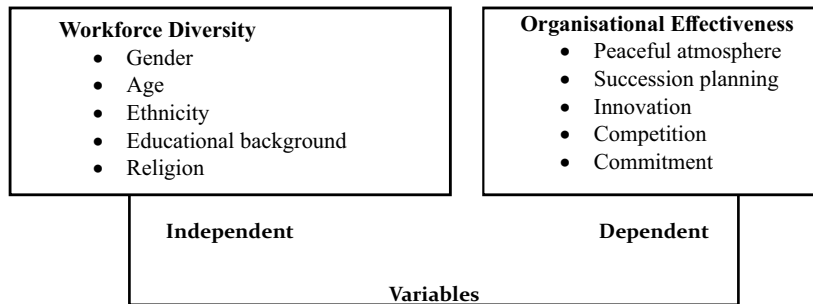 Workforce Diversity
• Gender
• Age
• Ethnicity
• Educational background
• Religion
Organisational Effectiveness
• Peaceful atmosphere
• Succession planning
• Innovation
• Competition
• Commitment
Independent
Dependent
Variables